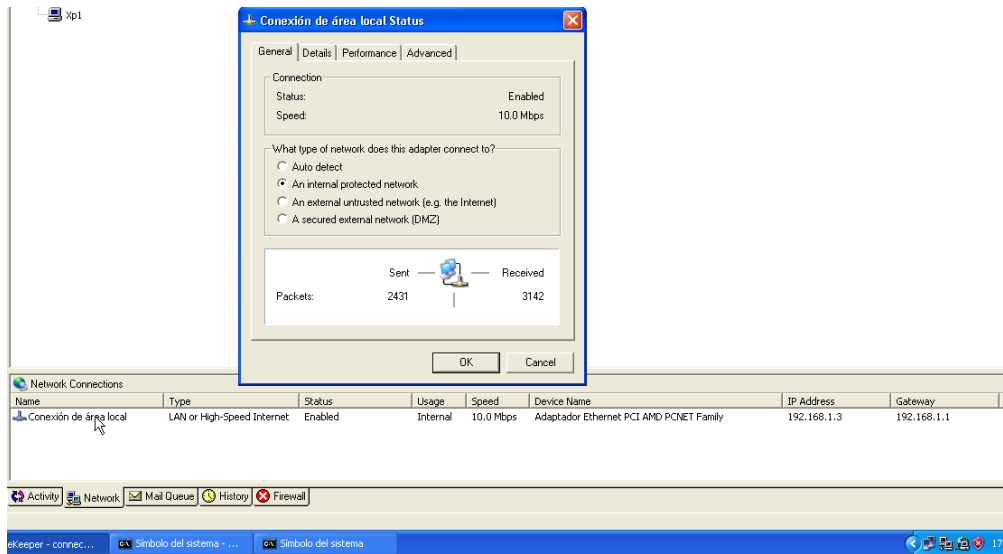 Xp1
Conexión de área local Status
General Details Performance Advanced
Connection
Status: Enabled
Speed: 10.0 Mbps
What type of network does this adapter connect to?
Auto detect
An internal protected network
An external untrusted network (e.g. the Internet)
A secured external network (DMZ)
Sent Received
Packets: 2431 3142
OK Cancel
Network Connections
Name Type Status Usage Speed Device Name IP Address Gateway
Conexión de área local LAN or High-Speed Internet Enabled Internal 10.0 Mbps Adaptador Ethernet PCI AMD PCNET Family 192.168.1.3 192.168.1.1
Activity Network Mail Queue History Firewall
eKeeper - connec... Símbolo del sistema - ... Símbolo del sistema 17